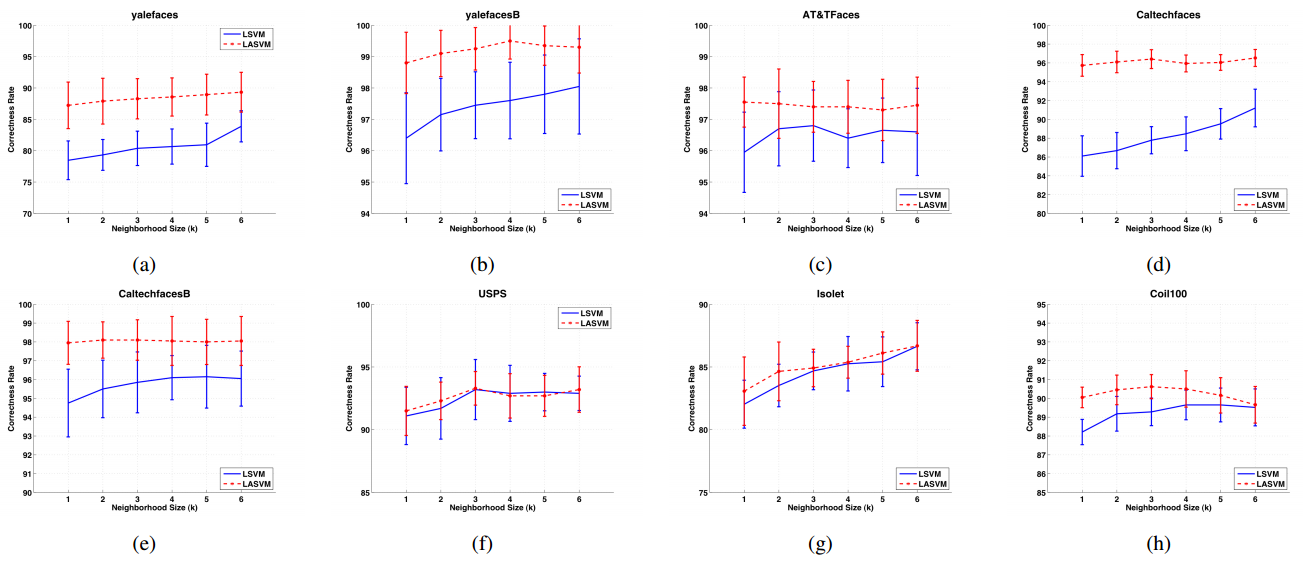 yalefaces
100
95
90
85
80
75
70
Correctness Rate
1 2 3 4 5 6
Neighborhood Size (k)
LSVM
LASVM
(a)
yalefacesB
100
99
98
97
96
95
94
Correctness Rate
1 2 3 4 5 6
Neighborhood Size (k)
LSVM
LASVM
(b)
AT&TFaces
100
99
98
97
96
95
94
Correctness Rate
1 2 3 4 5 6
Neighborhood Size (k)
LSVM
LASVM
(c)
Caltechfaces
100
98
96
94
92
90
88
86
84
82
80
Correctness Rate
1 2 3 4 5 6
Neighborhood Size (k)
LSVM
LASVM
(d)
CaltechfacesB
100
99
98
97
96
95
94
93
92
91
90
Correctness Rate
1 2 3 4 5 6
Neighborhood Size (k)
LSVM
LASVM
(e)
USPS
100
95
90
85
Correctness Rate
1 2 3 4 5 6
Neighborhood Size (k)
LSVM
LASVM
(f)
Isolet
90
85
80
75
Correctness Rate
1 2 3 4 5 6
Neighborhood Size (k)
LSVM
LASVM
(g)
Coil100
95
94
93
92
91
90
89
88
87
86
85
Correctness Rate
1 2 3 4 5 6
Neighborhood Size (k)
LSVM
LASVM
(h)